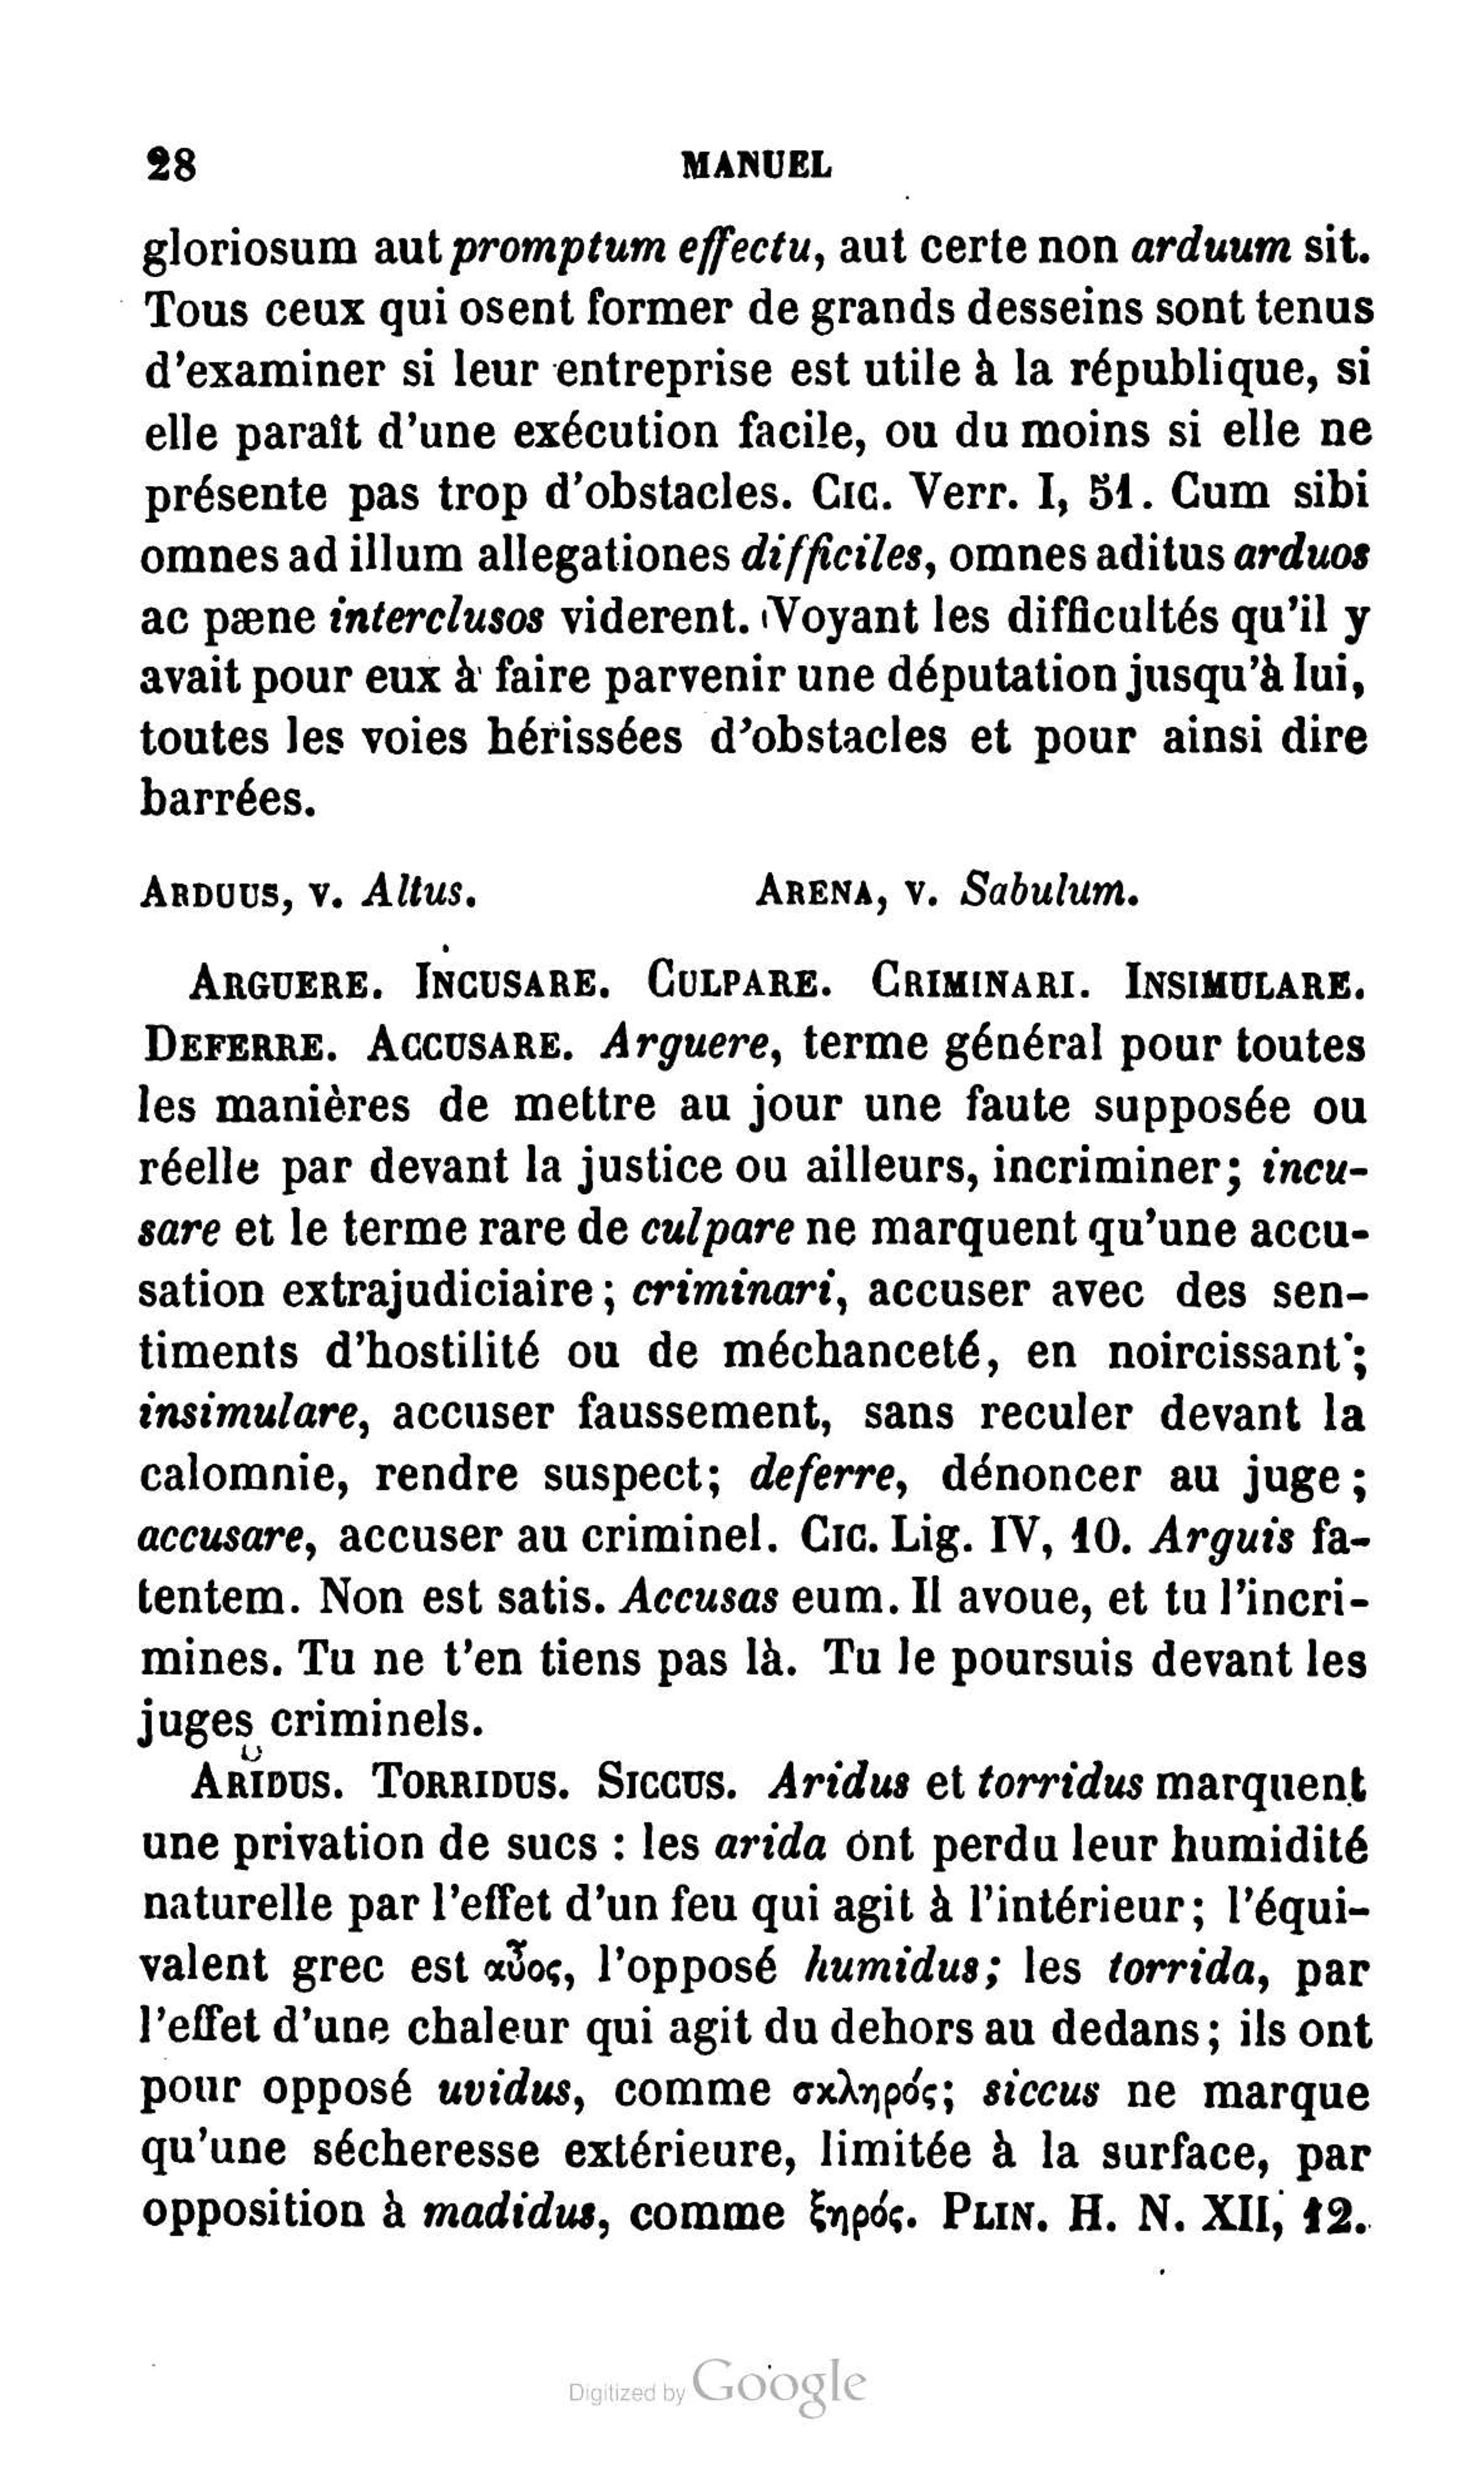 28 MANUEL
gloriosum aut promptum effectu, aut certe non arduum sit.
Tous ceux qui osent former de grands desseins sont tenus
d'examiner si leur entreprise est utile à la république, si
elle paraît d'une exécution facile, ou du moins si elle ne
présente pas trop d'obstacles. CIC. Verr. I, 51. Cum sibi
omnes ad illum allegationes difficiles, omnes aditus arduos
ac pæne interclusos viderent. Voyant les difficultés qu'il y
avait pour eux à faire parvenir une députation jusqu'à lui,
toutes les voies hérissées d'obstacles et pour ainsi dire
barrées.
ARDUUS, v. Altus. ARENA, v. Sabulum.
ARGUERE. INCUSARE. CULPARE. CRIMINARI. INSIMULARE.
DEFERRE. ACCUSARE. Arguere, terme général pour toutes
les manières de mettre au jour une faute supposée ou
réelle par devant la justice ou ailleurs, incriminer; incu-
sare et le terme rare de culpare ne marquent qu'une accu-
sation extrajudiciaire; criminari, accuser avec des sen-
timents d'hostilité ou de méchanceté, en noircissant;
insimulare, accuser faussement, sans reculer devant la
calomnie, rendre suspect; deferre, dénoncer au juge;
accusare, accuser au criminel. CIC. Lig. IV, 10. Arguis fa-
tentem. Non est satis. Accusas eum. Il avoue, et tu l'incri-
mines. Tu ne t'en tiens pas là. Tu le poursuis devant les
juges criminels.
ARIDUS. TORRIDUS. SICCUS. Aridus et torridus marquent
une privation de sucs : les arida ont perdu leur humidité
naturelle par l'effet d'un feu qui agit à l'intérieur; l'équi-
valent grec est αὖος, l'opposé humidus; les torrida, par
l'effet d'une chaleur qui agit du dehors au dedans; ils ont
pour opposé uvidus, comme σκληρός; siccus ne marque
qu'une sécheresse extérieure, limitée à la surface, par
opposition à madidus, comme ξηρός. PLIN. H. N. XII, 12.
Digitized by Google